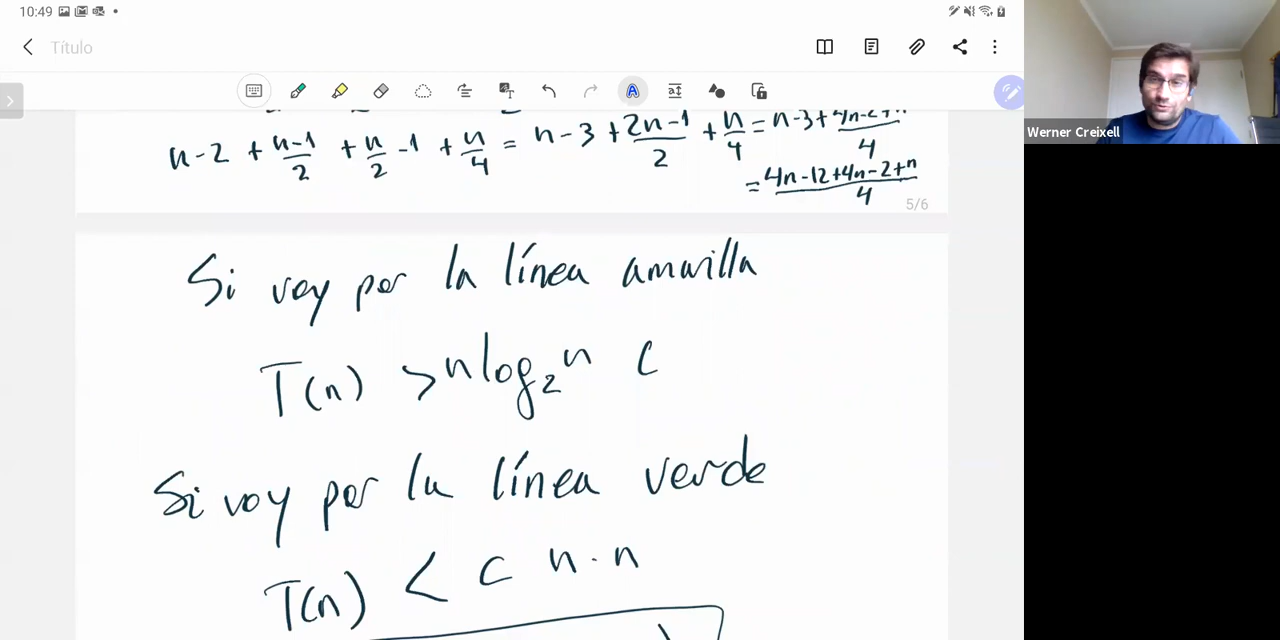 10:49
Título
n-2 + n-1/2 + n/2 -1 + n/4 = n-3 + 2n-1/2 + n/4 = n-3 + 4n-2+n/4
= 4n-12+4n-2+n/4
5/6
Si voy por la línea amarilla
T(n) > n log₂ n C
Si voy por la línea verde
T(n) < c n · n
Werner Creixell